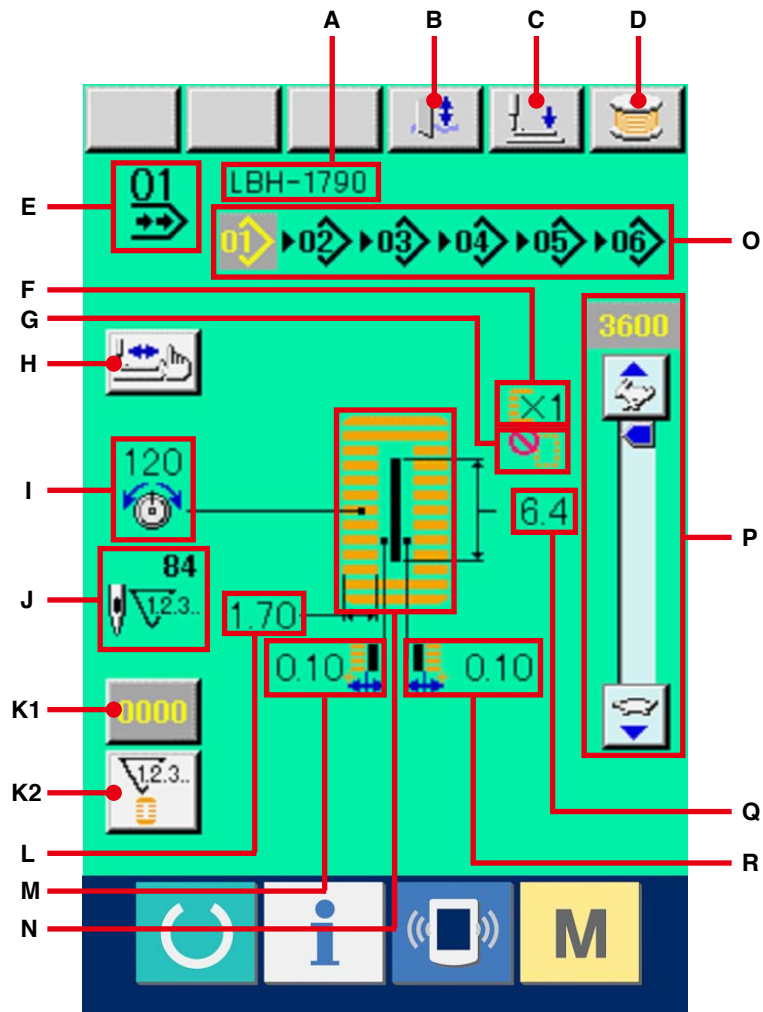 A B C D
E 01 LBH-1790
01 02 03 04 05 06 O
F
G
3600
H
×1
I 120
6.4
P
J 84
1.2.3..
1.70
0.10 0.10
K1 0000
K2 1.2.3..
Q
L
R
M
N
i M